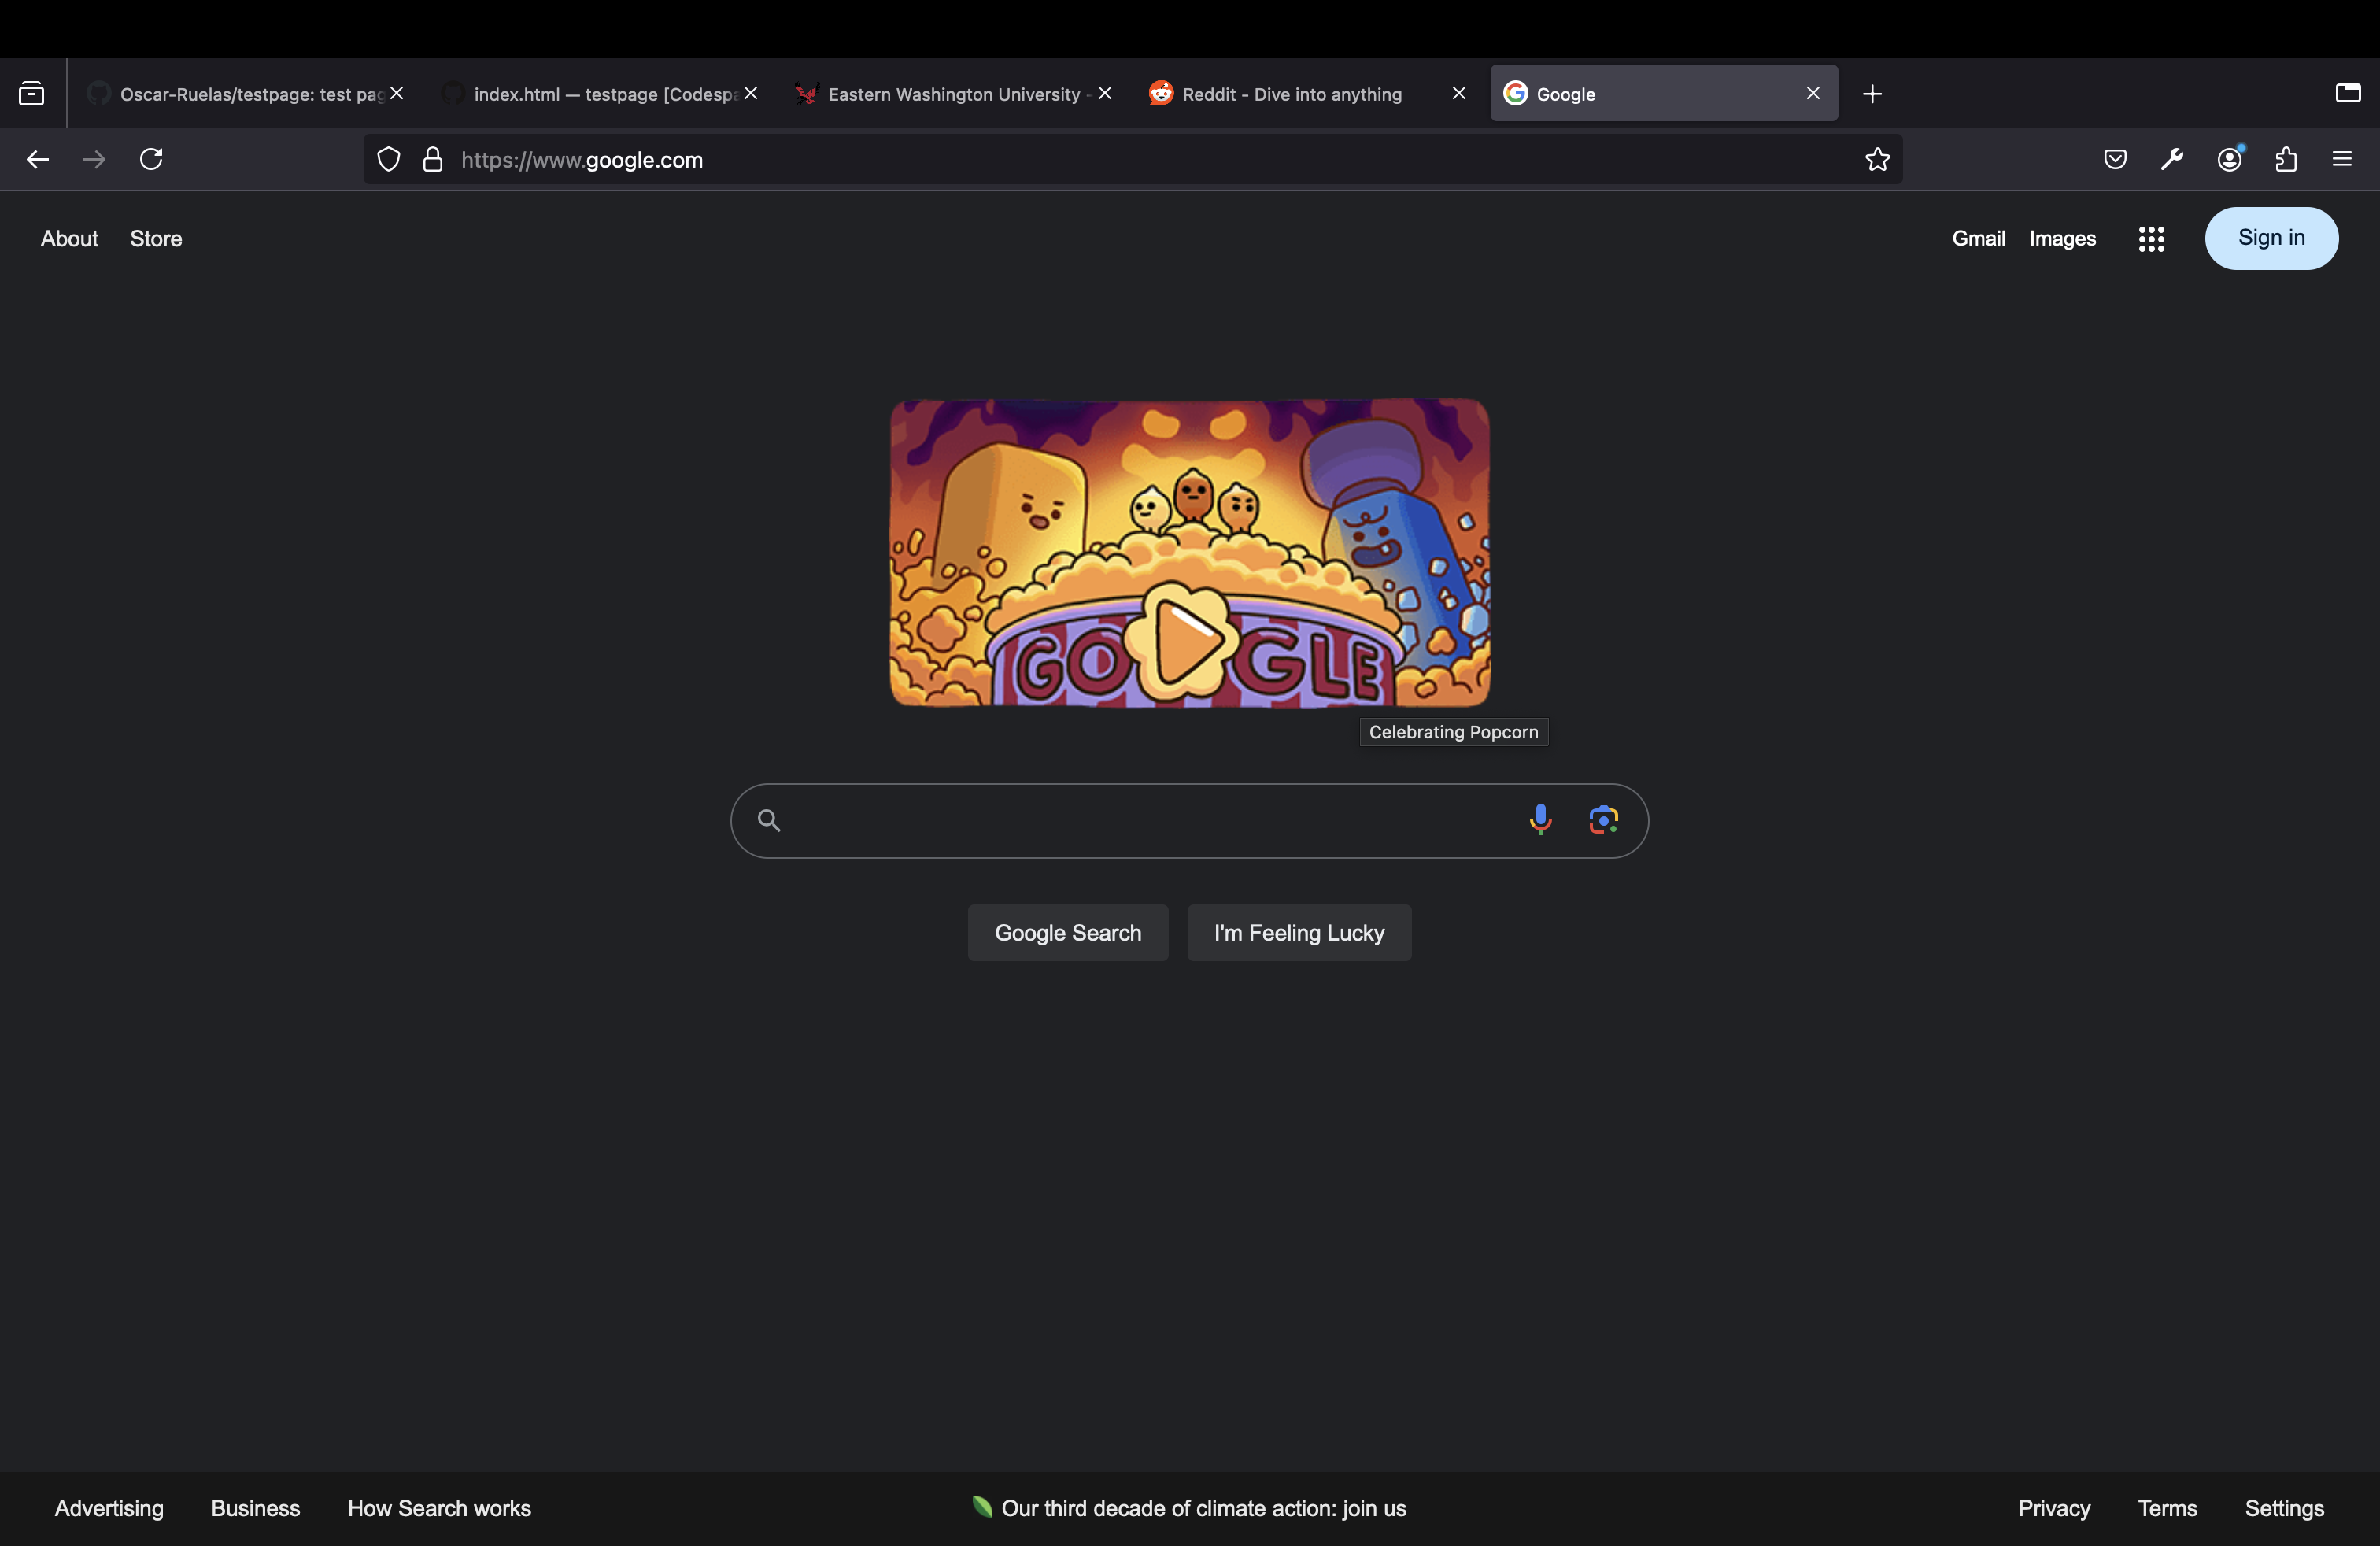 Oscar-Ruelas/testpage: test pag
index.html — testpage [Codespa
Eastern Washington University -
Reddit - Dive into anything
Google
https://www.google.com
About Store
Gmail Images Sign in
GOOGLE
Celebrating Popcorn
Google Search I'm Feeling Lucky
Advertising Business How Search works
Our third decade of climate action: join us
Privacy Terms Settings